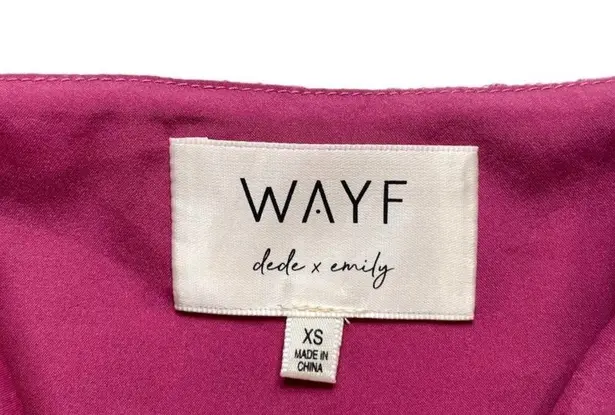 WAYF
dede x emily
XS
MADE IN
CHINA